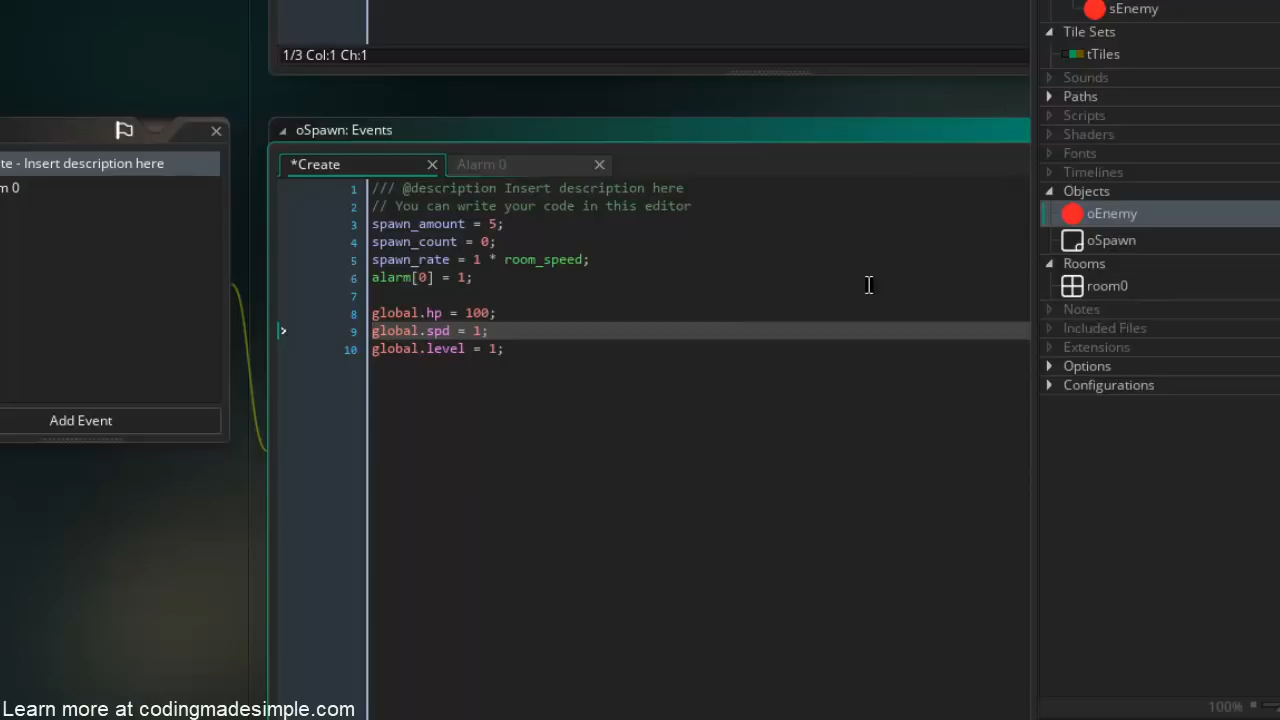 sEnemy
Tile Sets
1/3 Col:1 Ch:1
tTiles
Sounds
Paths
Scripts
Shaders
Fonts
Timelines
Objects
oEnemy
oSpawn
Rooms
room0
Notes
Included Files
Extensions
Options
Configurations
100%
te - Insert description here
m 0
Add Event
oSpawn: Events
*Create
Alarm 0
1 /// @description Insert description here
2 // You can write your code in this editor
3 spawn_amount = 5;
4 spawn_count = 0;
5 spawn_rate = 1 * room_speed;
6 alarm[0] = 1;
7
8 global.hp = 100;
9 global.spd = 1;
10 global.level = 1;
Learn more at codingmadesimple.com